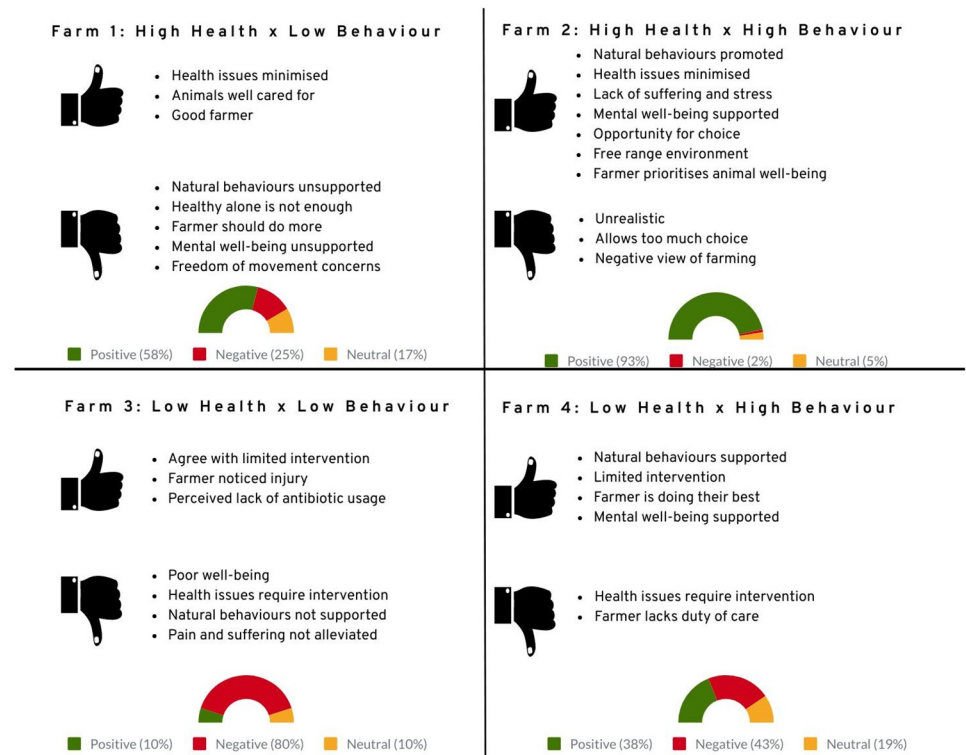 Farm 1: High Health x Low Behaviour
• Health issues minimised
• Animals well cared for
• Good farmer
• Natural behaviours unsupported
• Healthy alone is not enough
• Farmer should do more
• Mental well-being unsupported
• Freedom of movement concerns
Positive (58%) Negative (25%) Neutral (17%)
Farm 2: High Health x High Behaviour
• Natural behaviours promoted
• Health issues minimised
• Lack of suffering and stress
• Mental well-being supported
• Opportunity for choice
• Free range environment
• Farmer prioritises animal well-being
• Unrealistic
• Allows too much choice
• Negative view of farming
Positive (93%) Negative (2%) Neutral (5%)
Farm 3: Low Health x Low Behaviour
• Agree with limited intervention
• Farmer noticed injury
• Perceived lack of antibiotic usage
• Poor well-being
• Health issues require intervention
• Natural behaviours not supported
• Pain and suffering not alleviated
Positive (10%) Negative (80%) Neutral (10%)
Farm 4: Low Health x High Behaviour
• Natural behaviours supported
• Limited intervention
• Farmer is doing their best
• Mental well-being supported
• Health issues require intervention
• Farmer lacks duty of care
Positive (38%) Negative (43%) Neutral (19%)